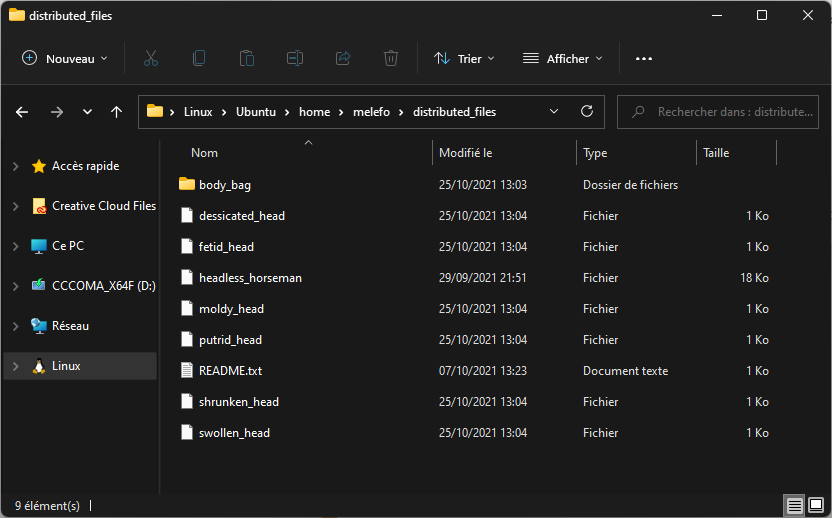 distributed_files
Nouveau Trier Afficher
Linux Ubuntu home melefo distributed_files Rechercher dans : distribute...
Nom Modifié le Type Taille
Accès rapide
Creative Cloud Files
Ce PC
CCCOMA_X64F (D:)
Réseau
Linux
body_bag 25/10/2021 13:03 Dossier de fichiers
dessicated_head 25/10/2021 13:04 Fichier 1 Ko
fetid_head 25/10/2021 13:04 Fichier 1 Ko
headless_horseman 29/09/2021 21:51 Fichier 18 Ko
moldy_head 25/10/2021 13:04 Fichier 1 Ko
putrid_head 25/10/2021 13:04 Fichier 1 Ko
README.txt 07/10/2021 13:23 Document texte 1 Ko
shrunken_head 25/10/2021 13:04 Fichier 1 Ko
swollen_head 25/10/2021 13:04 Fichier 1 Ko
9 élément(s)